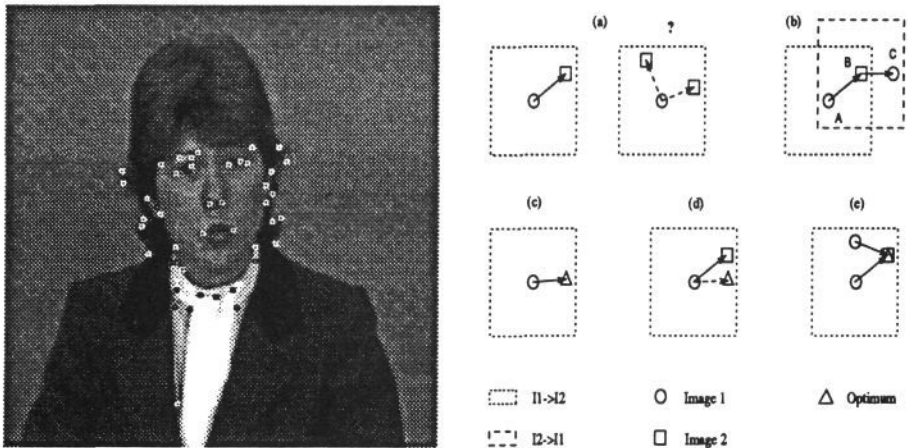 (a)
?
(b)
B
C
A
(c)
(d)
(e)
I1->I2
Image 1
Optimum
I2->I1
Image 2